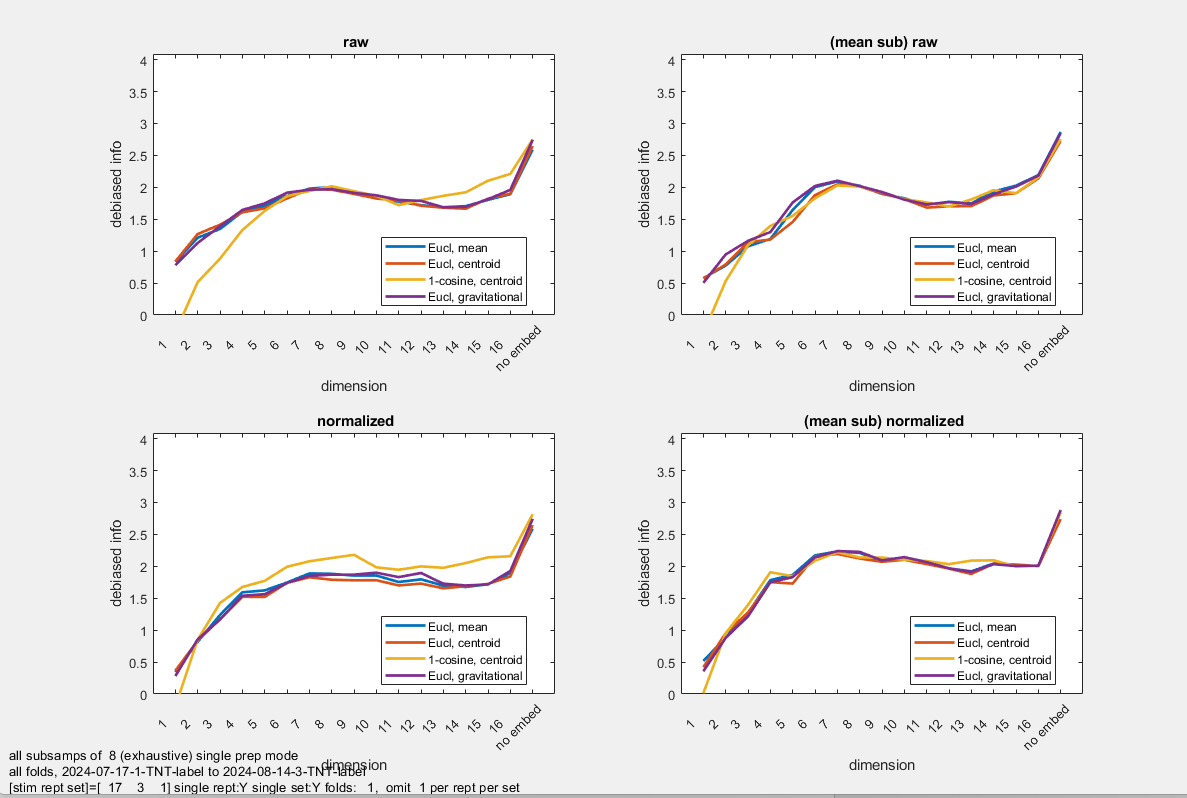 raw
4
3.5
3
2.5
2
1.5
1
0.5
0
debiased info
Eucl, mean
Eucl, centroid
1-cosine, centroid
Eucl, gravitational
1 2 3 4 5 6 7 8 9 10 11 12 13 14 15 16 no embed
dimension
(mean sub) raw
4
3.5
3
2.5
2
1.5
1
0.5
0
debiased info
Eucl, mean
Eucl, centroid
1-cosine, centroid
Eucl, gravitational
1 2 3 4 5 6 7 8 9 10 11 12 13 14 15 16 no embed
dimension
normalized
4
3.5
3
2.5
2
1.5
1
0.5
0
debiased info
Eucl, mean
Eucl, centroid
1-cosine, centroid
Eucl, gravitational
1 2 3 4 5 6 7 8 9 10 11 12 13 14 15 16 no embed
dimension
(mean sub) normalized
4
3.5
3
2.5
2
1.5
1
0.5
0
debiased info
Eucl, mean
Eucl, centroid
1-cosine, centroid
Eucl, gravitational
1 2 3 4 5 6 7 8 9 10 11 12 13 14 15 16 no embed
dimension
all subsamps of 8 (exhaustive) single prep mode
all folds, 2024-07-17-1-TNT-label to 2024-08-14-3-TNT-label
[stim rept set]=[ 17 3 1] single rept:Y single set:Y folds: 1, omit 1 per rept per set